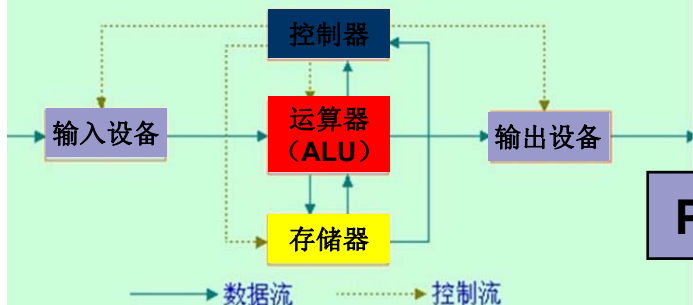 控制器
输入设备
运算器
（ALU）
输出设备
存储器
P
数据流
控制流